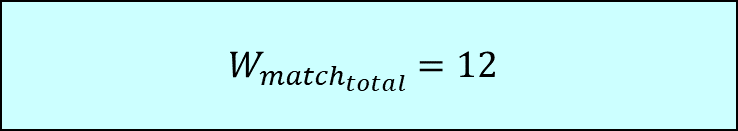 W_{match_{total}} = 12